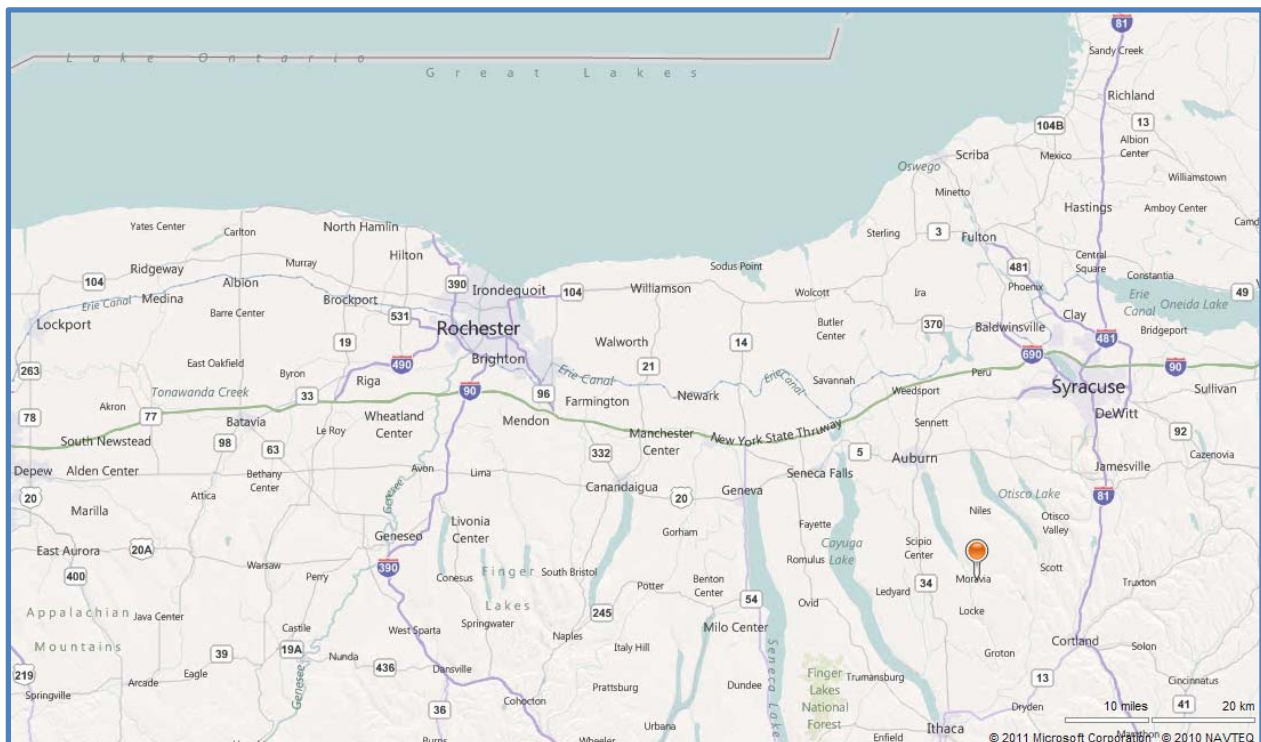 81
Sandy Creek
Lake Ontario
Great Lakes
Richland
104B
13
Albion
Center
Scriba
Mexico
Oswego
Williamstown
Minetto
Hastings
Amboy Center
Yates Center
Carlton
North Hamlin
Sterling
3
Fulton
Hilton
Murray
Ridgeway
104
Albion
390
Irondequoit
104
Williamson
Sodus Point
Wolcott
Ira
481
Phoenix
Central
Square
Constantia
Erie
Canal
Oneida Lake
49
Erie Canal
Medina
Brockport
Lockport
Barre Center
531
Rochester
Butler
Center
370
Baldwinsville
Clay
Bridgeport
19
Walworth
14
481
690
East Oakfield
490
Brighton
21
Erie Canal
Erie Canal
263
Byron
Riga
Savannah
Peru
90
Tonawanda Creek
90
Newark
Weedsport
Syracuse
Sullivan
Akron
33
96
Farmington
78
77
Batavia
Wheatland
Center
Mendon
New York State Thruway
Sennett
DeWitt
South Newstead
98
63
Le Roy
Manchester
Center
92
332
5
Auburn
Cazenovia
Depew
Alden Center
Bethany
Center
Avon
Lima
Seneca Falls
Jamesville
20
Attica
Genesee
Canandaigua
20
Geneva
Otisco Lake
81
Marilla
Livonia
Center
Fayette
Niles
Otisco
Valley
East Aurora
20A
Geneseo
Gorham
Romulus
Cayuga
Lake
Scipio
Center
400
Warsaw
Perry
390
Conesus
Finger
Lakes
South Bristol
Potter
Benton
Center
Ledyard
34
Moravia
Scott
Truxton
Appalachian
Mountains
Java Center
Castile
West Sparta
Springwater
245
54
Ovid
Locke
39
19A
Naples
Milo Center
Cortland
219
Eagle
Nunda
436
Dansville
Italy Hill
Seneca Lake
Groton
Solon
Springville
Arcade
Genesee
Cohocton
Prattsburg
Dundee
Finger
Lakes
National
Forest
Trumansburg
13
Cincinnatus
36
Urbana
Dryden
41
10 miles
20 km
Wheeler
Enfield
Ithaca
Marathon
© 2011 Microsoft Corporation © 2010 NAVTEQ